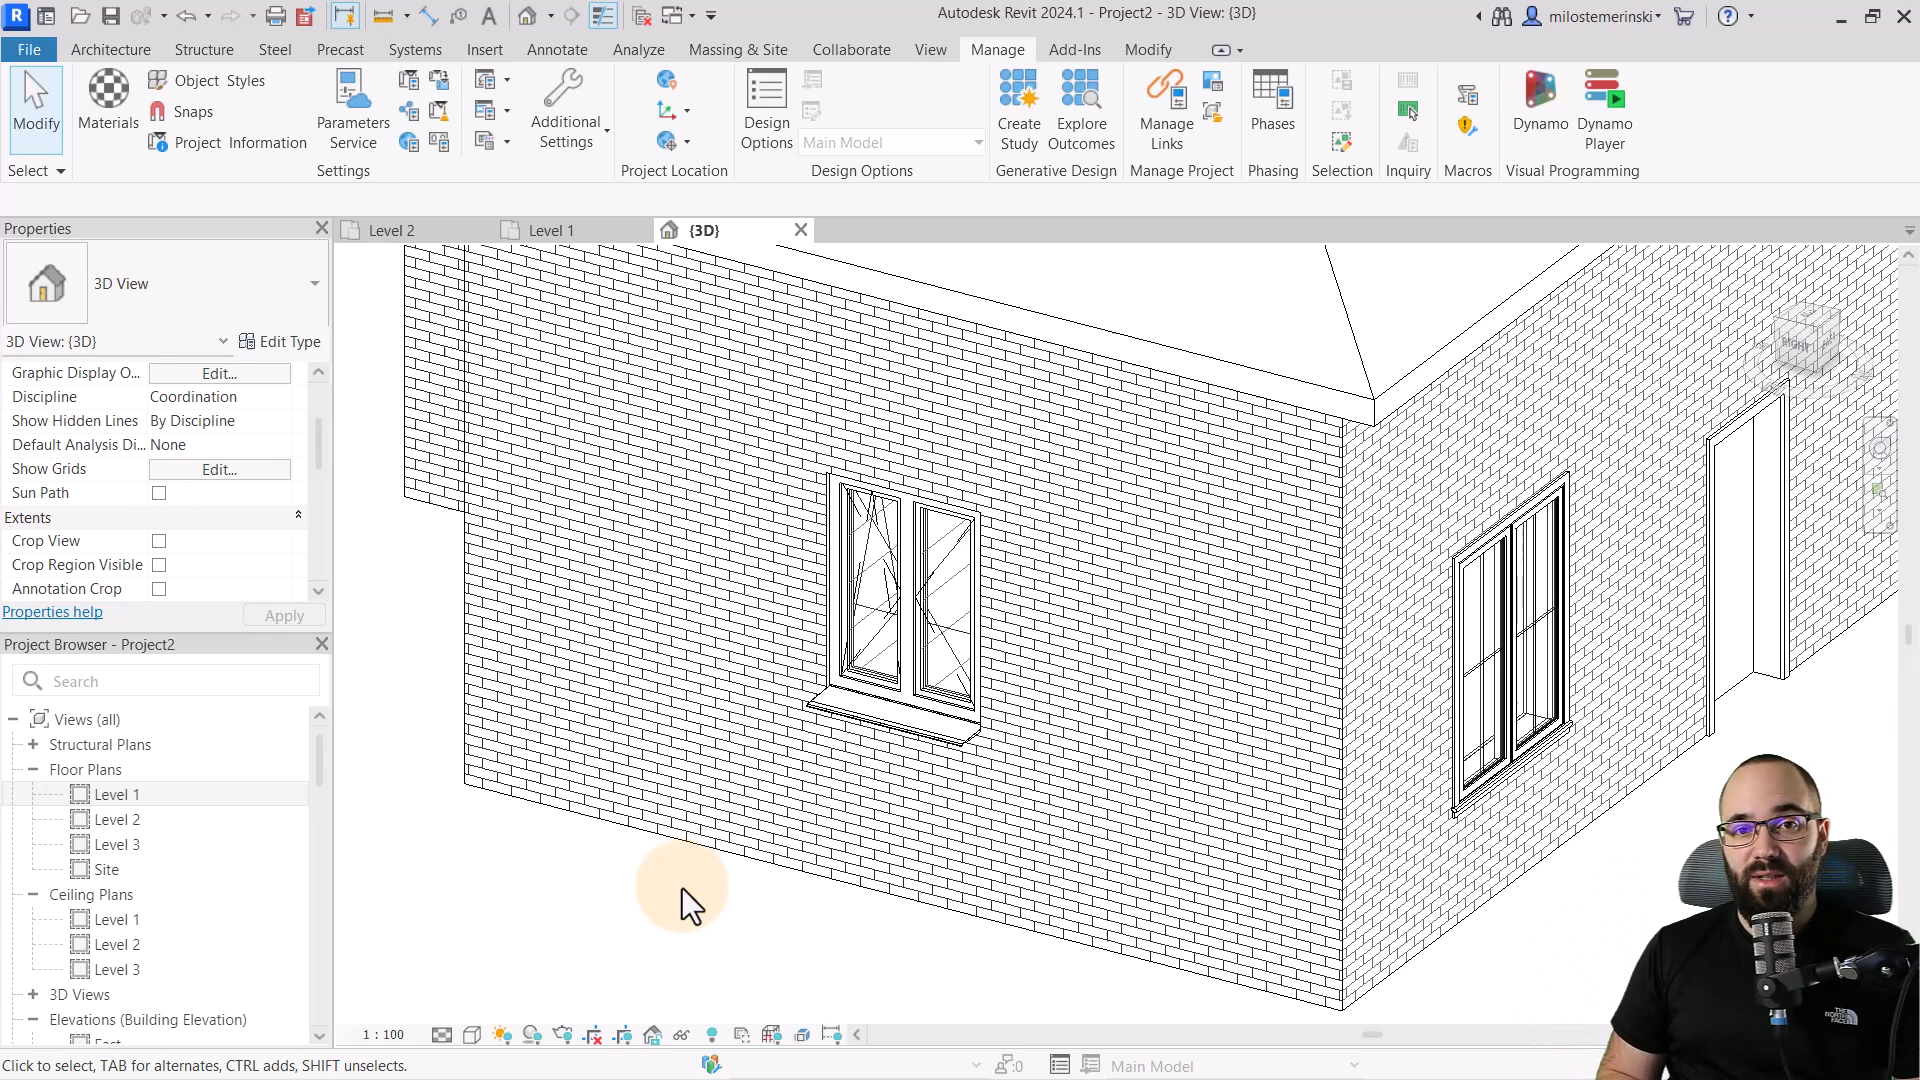 Autodesk Revit 2024.1 - Project2 - 3D View: {3D}
milostemerinski
File Architecture Structure Steel Precast Systems Insert Annotate Analyze Massing & Site Collaborate View Manage Add-Ins Modify
Modify
Materials
Object Styles
Snaps
Project Information
Parameters
Service
Additional
Settings
Design
Options
Main Model
Create
Study
Explore
Outcomes
Manage
Links
Phases
Dynamo
Dynamo
Player
Select
Settings
Project Location
Design Options
Generative Design
Manage Project
Phasing
Selection
Inquiry
Macros
Visual Programming
Properties
Level 2
Level 1
{3D}
3D View
3D View: {3D}
Edit Type
Graphic Display O... Edit...
Discipline Coordination
Show Hidden Lines By Discipline
Default Analysis Di... None
Show Grids Edit...
Sun Path
Extents
Crop View
Crop Region Visible
Annotation Crop
Properties help
Apply
RIGHT
Project Browser - Project2
Search
Views (all)
Structural Plans
Floor Plans
Level 1
Level 2
Level 3
Site
Ceiling Plans
Level 1
Level 2
Level 3
3D Views
Elevations (Building Elevation)
1 : 100
THE
NORTH
FACE
Click to select, TAB for alternates, CTRL adds, SHIFT unselects.
:0
Main Model